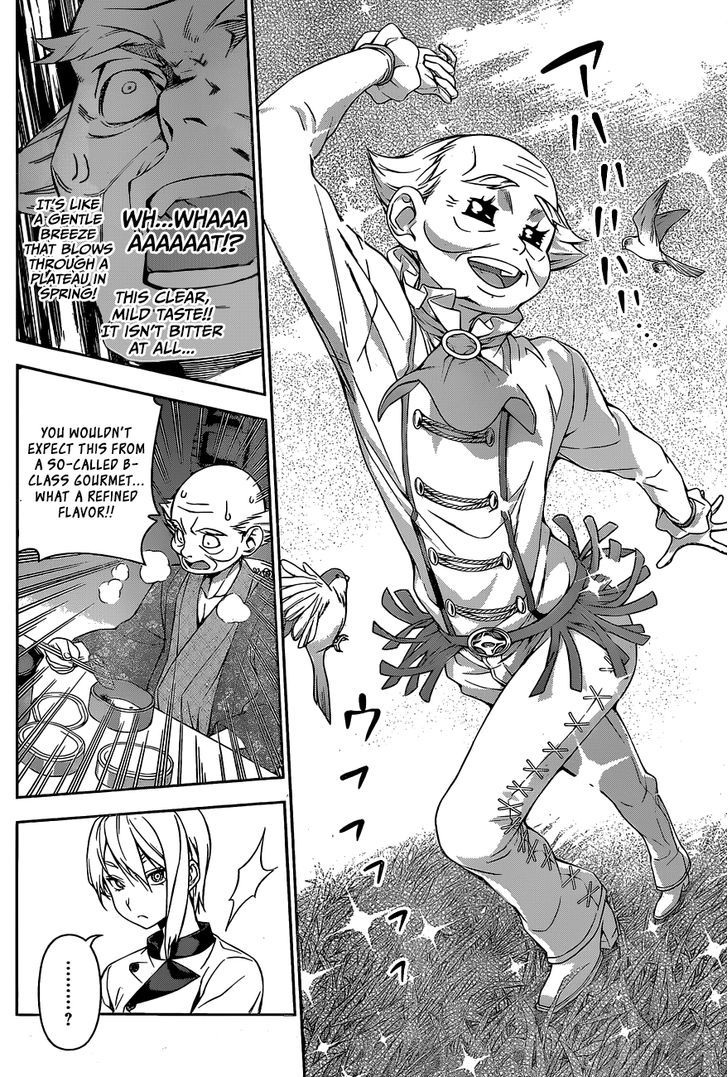 アハハハハハ…
WH...WHAAA
AAAAAAT!?
IT'S LIKE
A GENTLE
BREEZE
THAT BLOWS
THROUGH A
PLATEAU IN
SPRING!
THIS CLEAR,
MILD TASTE!!
IT ISN'T BITTER
AT ALL...
YOU WOULDN'T
EXPECT THIS FROM
A SO-CALLED B-
CLASS GOURMET...
WHAT A REFINED
FLAVOR!!
ウフフフ
.........
?